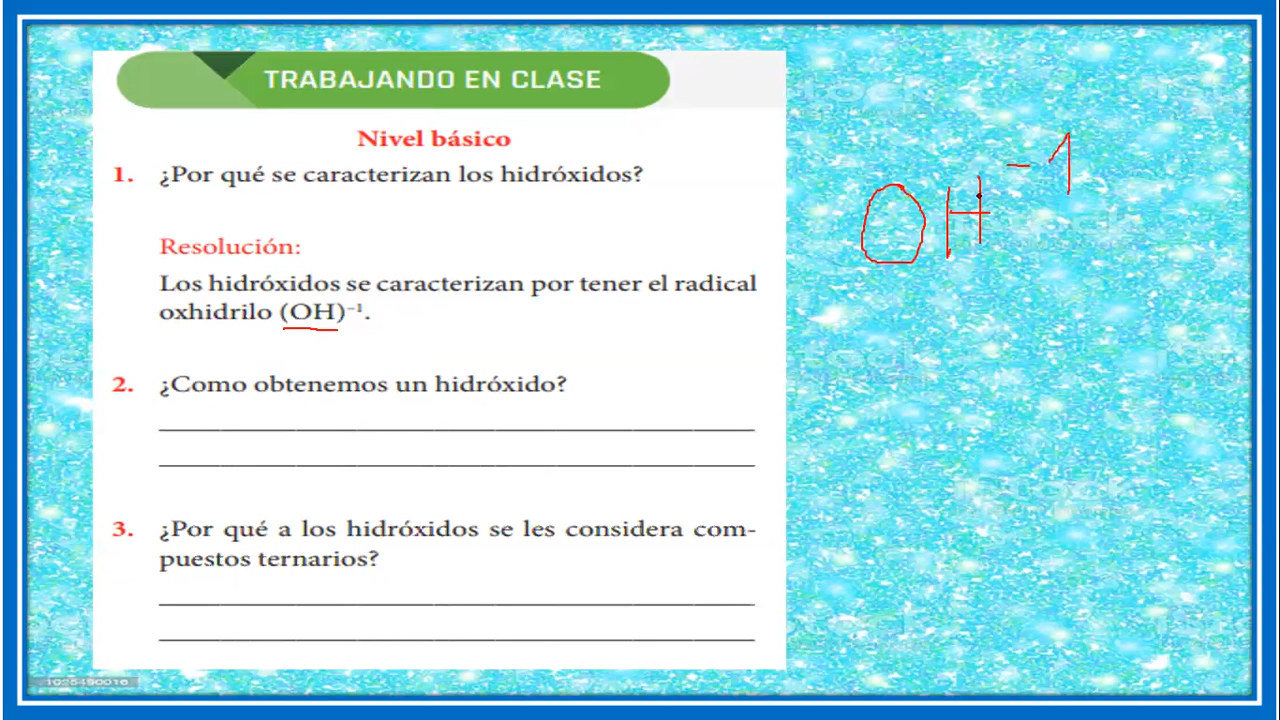 TRABAJANDO EN CLASE
Nivel básico
1. ¿Por qué se caracterizan los hidróxidos?
OH-1
Resolución:
Los hidróxidos se caracterizan por tener el radical
oxhidrilo (OH)⁻¹.
2. ¿Como obtenemos un hidróxido?
3. ¿Por qué a los hidróxidos se les considera com-
puestos ternarios?